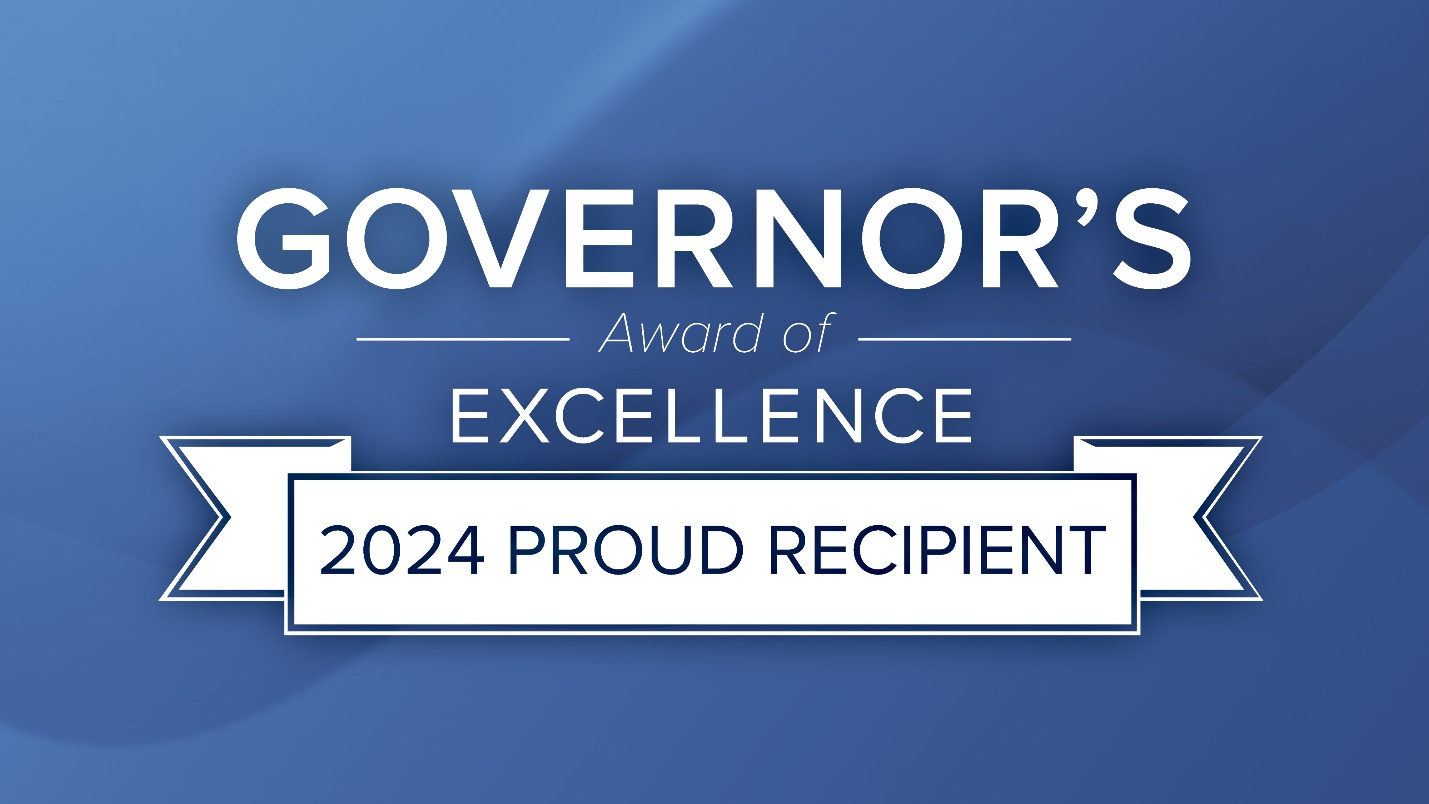 GOVERNOR’S
Award of
EXCELLENCE
2024 PROUD RECIPIENT